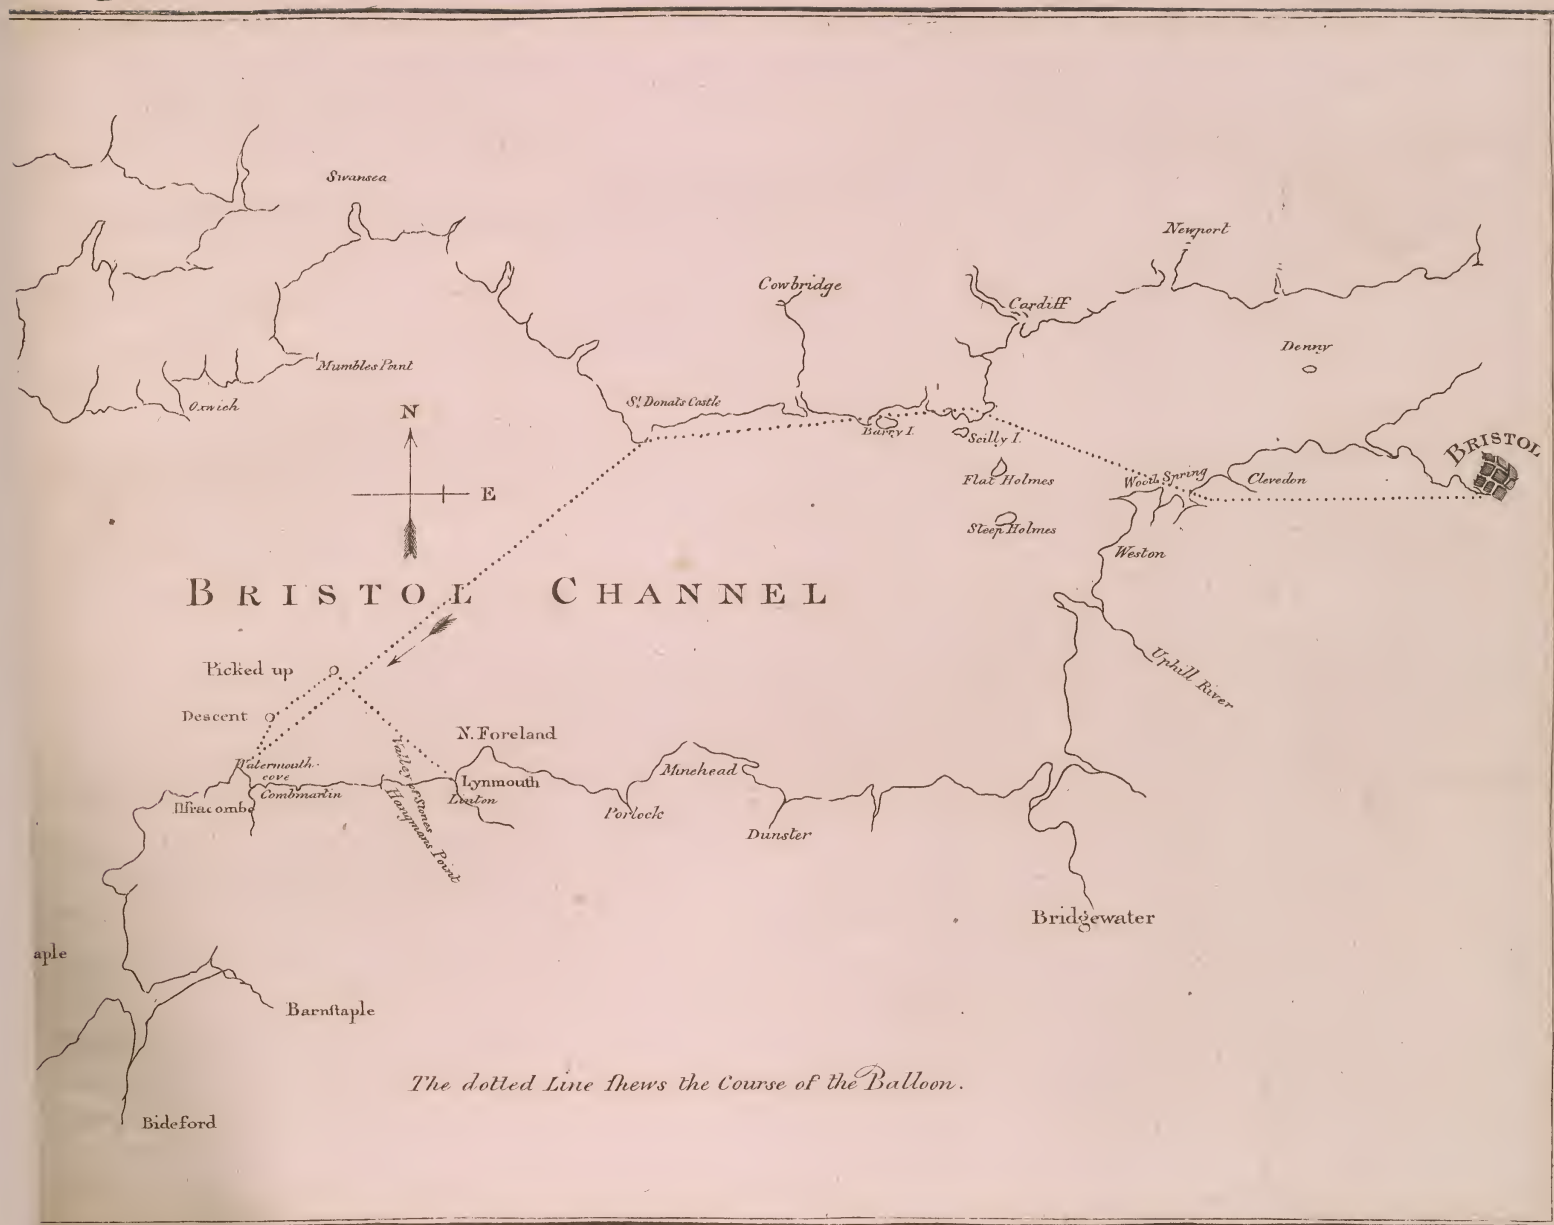 Swansea
Newport
Cowbridge
Cardiff
Denny
Mumbles Point
Oxwich
St. Donats Castle
N
E
Barry I.
Scilly I.
BRISTOL
Flat Holmes
Woorth Spring
Clevedon
Steep Holmes
Weston
BRISTOL CHANNEL
Picked up
Uphill River
Descent
N. Foreland
Watermouth
cove
Valley of Stones
Minehead
Lynmouth
Combmartin
Linton
Ilfracombe
Hangmans Point
Porlock
Dunster
Bridgewater
aple
Barnſtaple
The dotted Line ſhews the Course of the Balloon.
Bideford